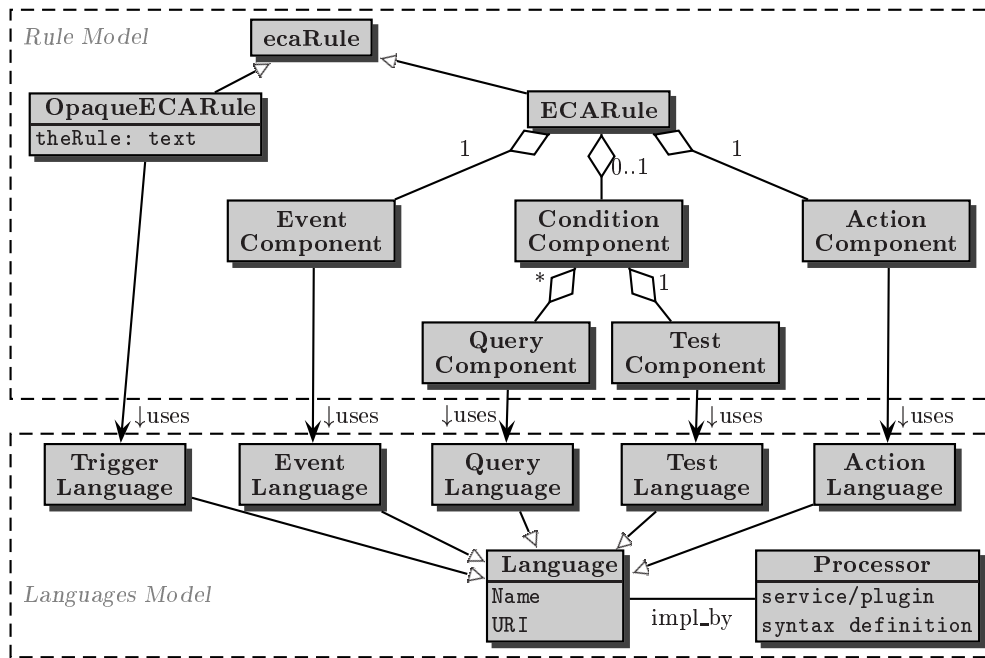 Rule Model
ecaRule
OpaqueECARule
theRule: text
ECARule
1
0..1
1
Event
Component
Condition
Component
Action
Component
*
1
Query
Component
Test
Component
↓uses
↓uses
↓uses
↓uses
↓uses
Trigger
Language
Event
Language
Query
Language
Test
Language
Action
Language
Languages Model
Language
Name
URI
impl_by
Processor
service/plugin
syntax definition